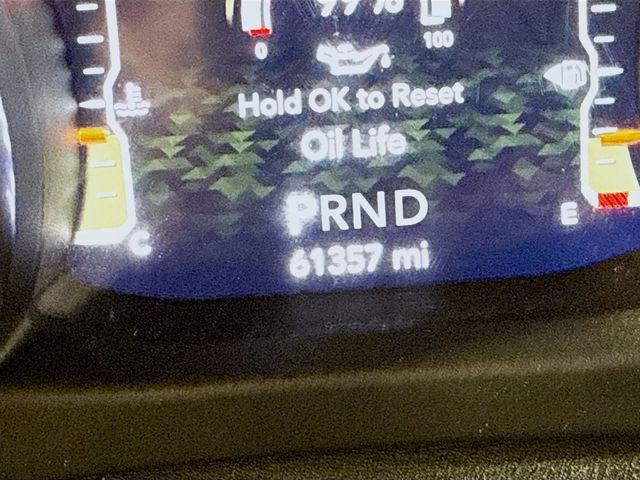 0
100
Hold OK to Reset
Oil Life
PRND
C
E
61357 mi